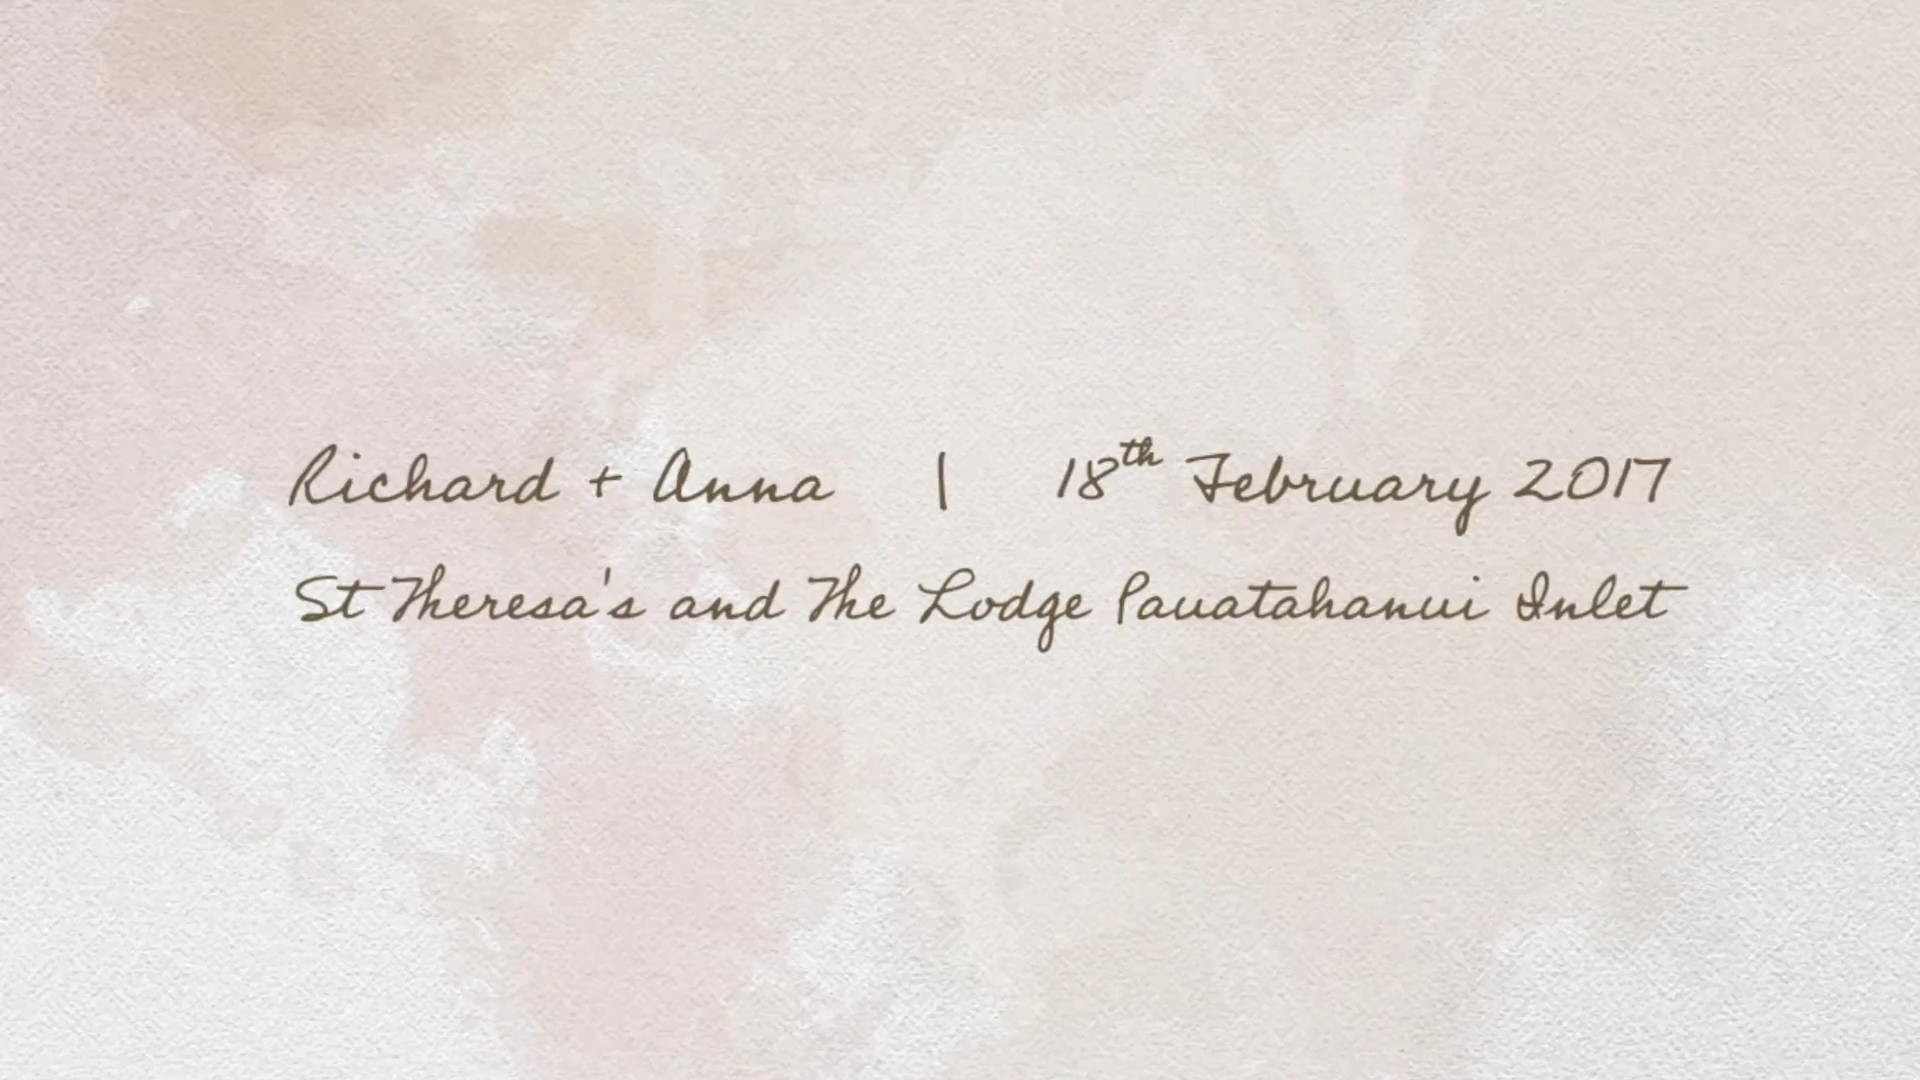 Richard + Anna | 18th February 2017
St Theresa's and The Lodge Pauatahanui Inlet